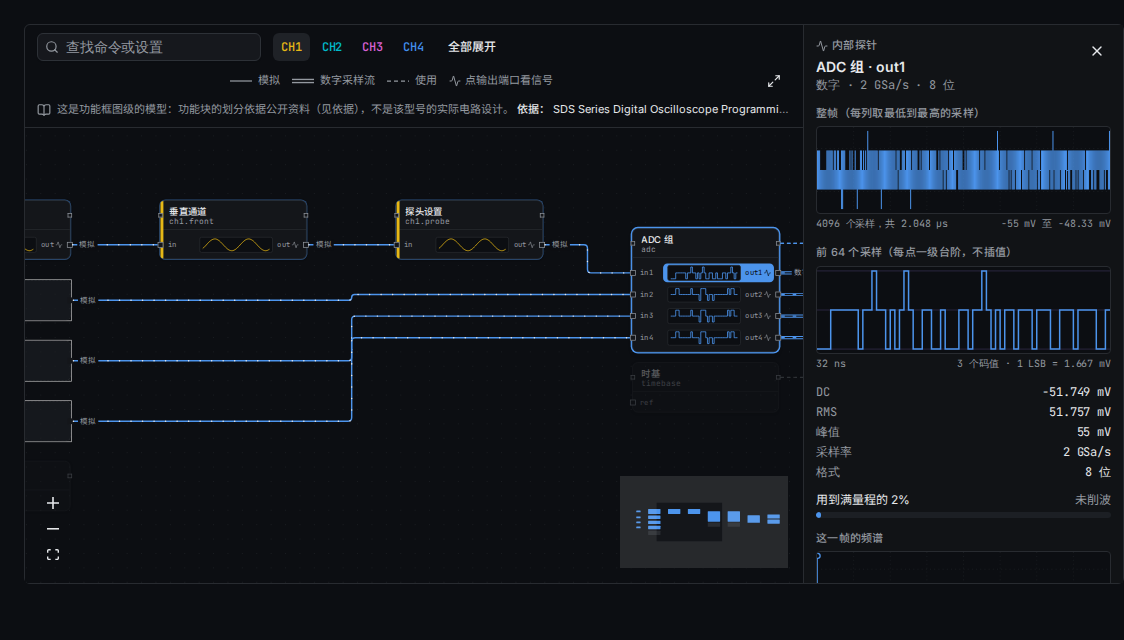 查找命令或设置
CH1 CH2 CH3 CH4 全部展开
模拟 数字采样流 使用 点输出端口看信号
这是功能框图级的模型：功能块的划分依据公开资料（见依据），不是该型号的实际电路设计。 依据： SDS Series Digital Oscilloscope Programmi...
out 模拟
垂直通道
ch1.front
in out 模拟
探头设置
ch1.probe
in out 模拟
ADC 组
adc
in1 out1
in2 out2
in3 out3
in4 out4
模拟
模拟
模拟
时基
timebase
ref
内部探针
ADC 组 · out1
数字 · 2 GSa/s · 8 位
整帧（每列取最低到最高的采样）
4096 个采样，共 2.048 µs -55 mV 至 -48.33 mV
前 64 个采样（每点一级台阶，不插值）
32 ns 3 个码值 · 1 LSB = 1.667 mV
DC -51.749 mV
RMS 51.757 mV
峰值 55 mV
采样率 2 GSa/s
格式 8 位
用到满量程的 2% 未削波
这一帧的频谱